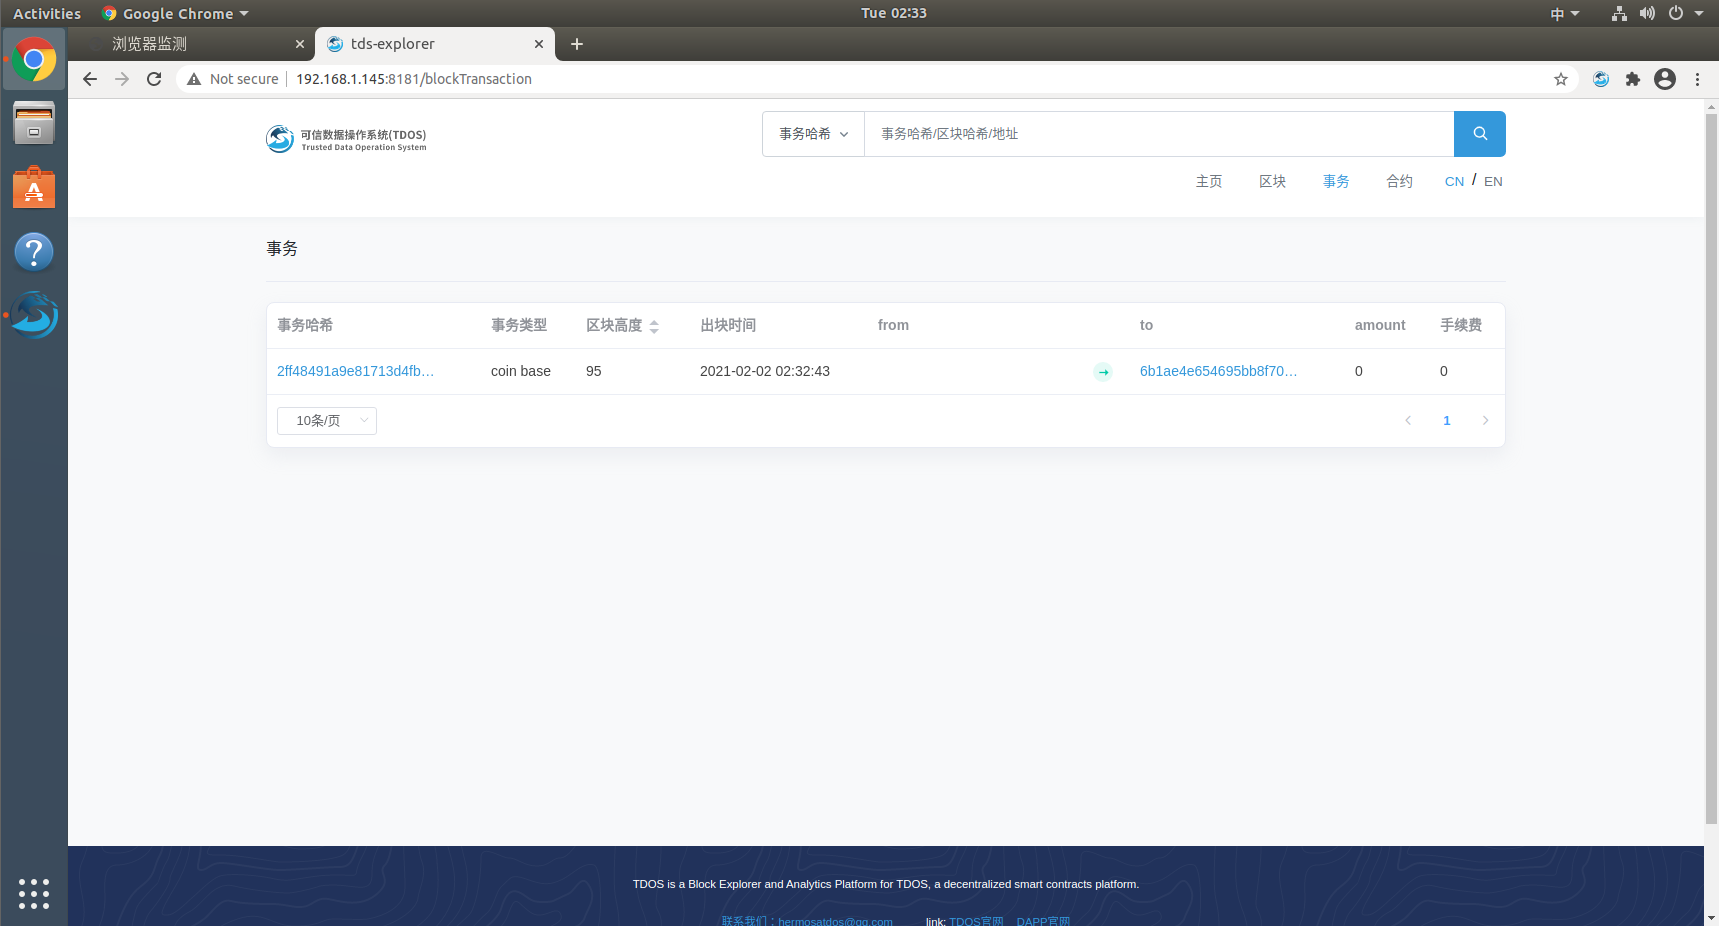 Activities Google Chrome Tue 02:33 中
浏览器监测 tds-explorer
Not secure 192.168.1.145:8181/blockTransaction
可信数据操作系统(TDOS)
Trusted Data Operation System
事务哈希 事务哈希/区块哈希/地址
主页 区块 事务 合约 CN / EN
事务
事务哈希 事务类型 区块高度 出块时间 from to amount 手续费
2ff48491a9e81713d4fb… coin base 95 2021-02-02 02:32:43 → 6b1ae4e654695bb8f70… 0 0
10条/页 1
TDOS is a Block Explorer and Analytics Platform for TDOS, a decentralized smart contracts platform.
联系我们：hermosatdos@qq.com link: TDOS官网 DAPP官网